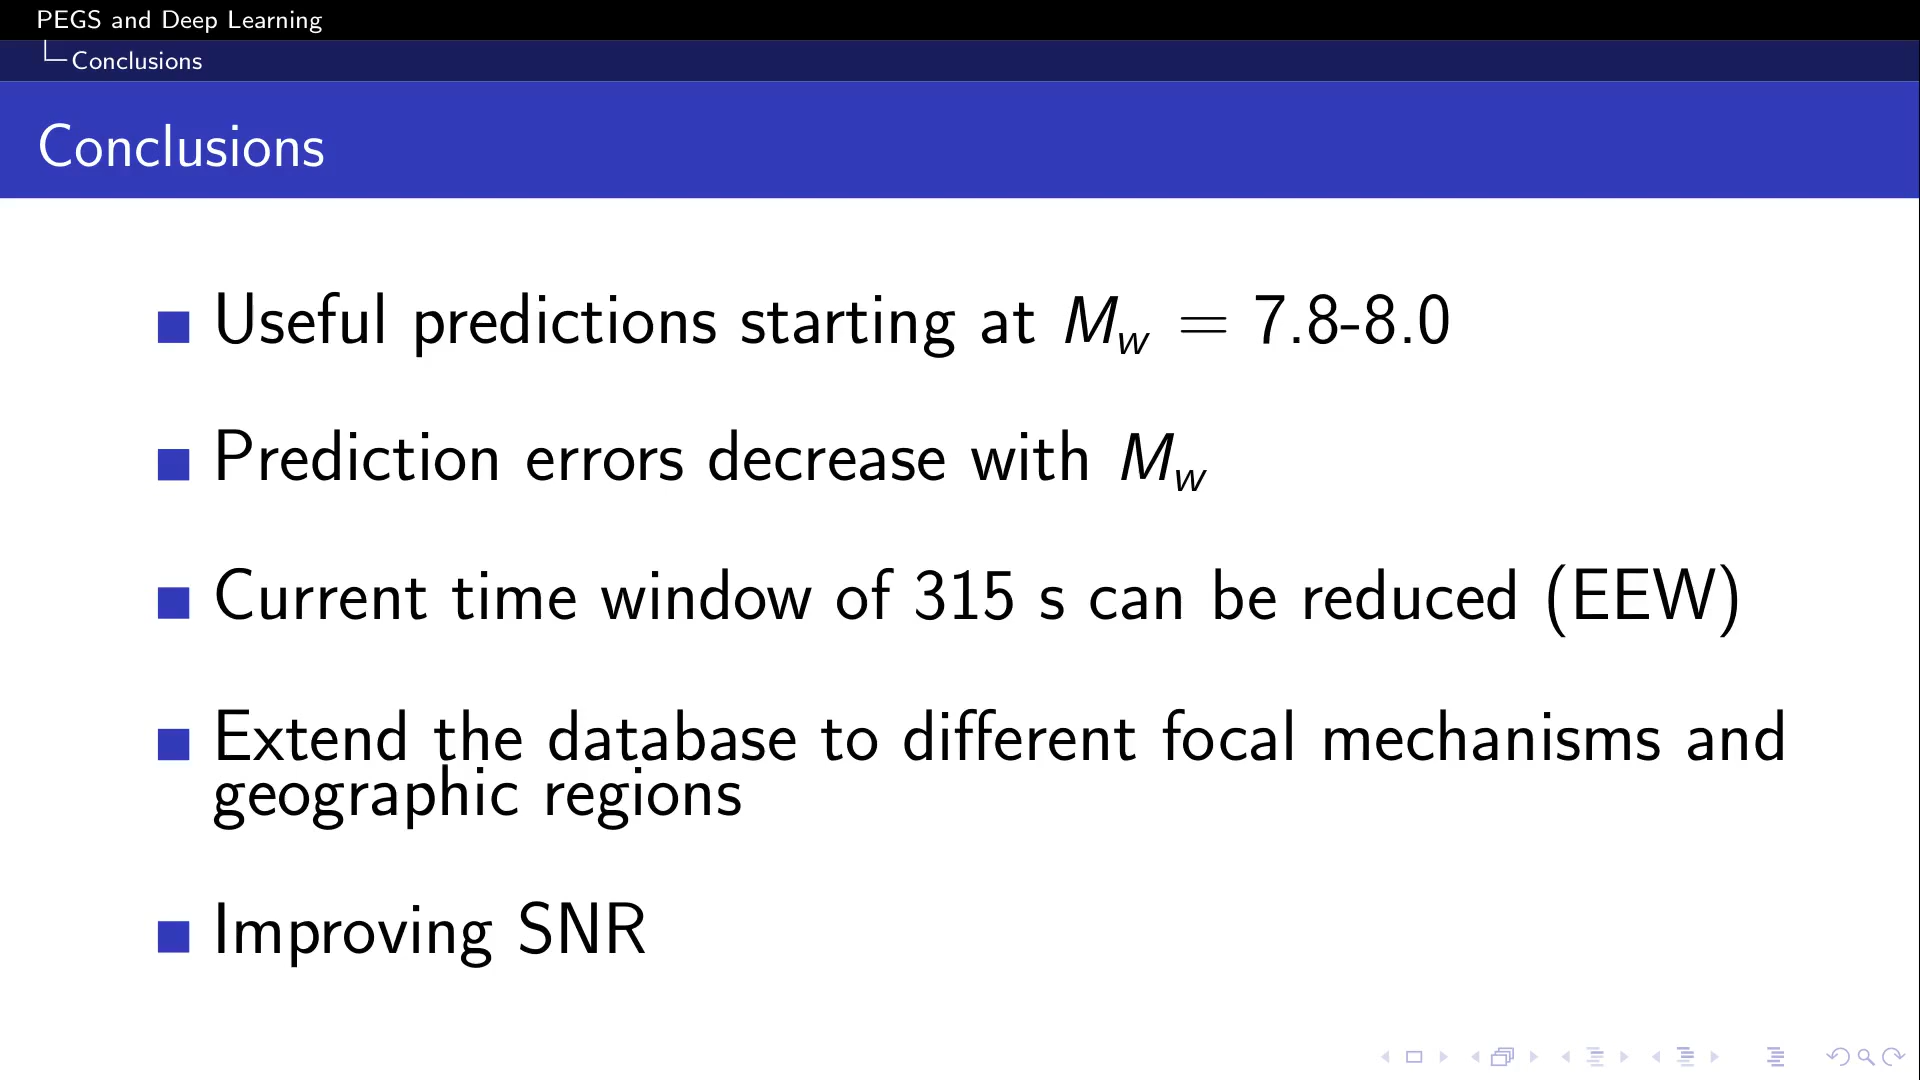 PEGS and Deep Learning
Conclusions
Conclusions
Useful predictions starting at M_w = 7.8-8.0
Prediction errors decrease with M_w
Current time window of 315 s can be reduced (EEW)
Extend the database to different focal mechanisms and
geographic regions
Improving SNR